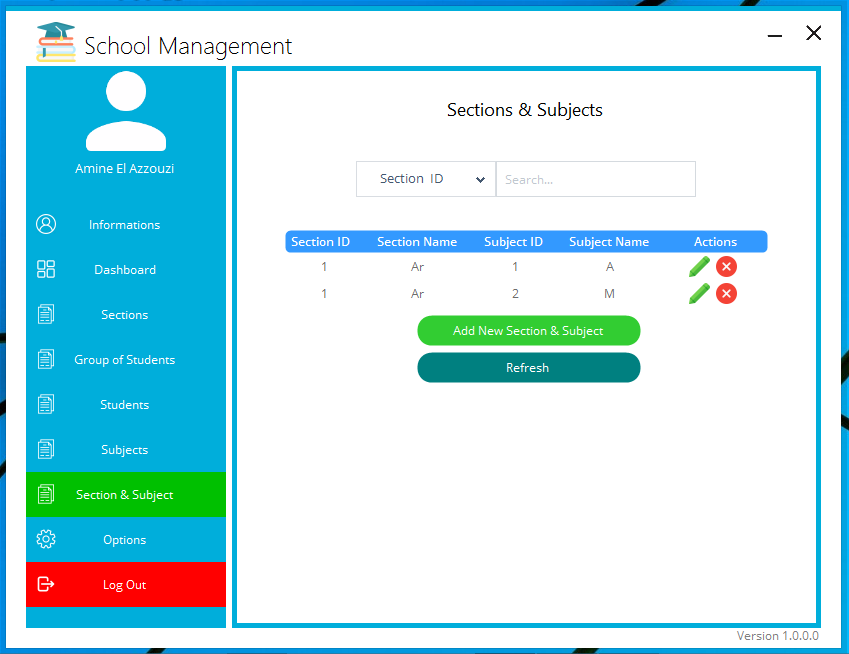 School Management
Amine El Azzouzi
Informations
Dashboard
Sections
Group of Students
Students
Subjects
Section & Subject
Options
Log Out
Sections & Subjects
Section ID Search...
Section ID Section Name Subject ID Subject Name Actions
1 Ar 1 A
1 Ar 2 M
Add New Section & Subject
Refresh
Version 1.0.0.0